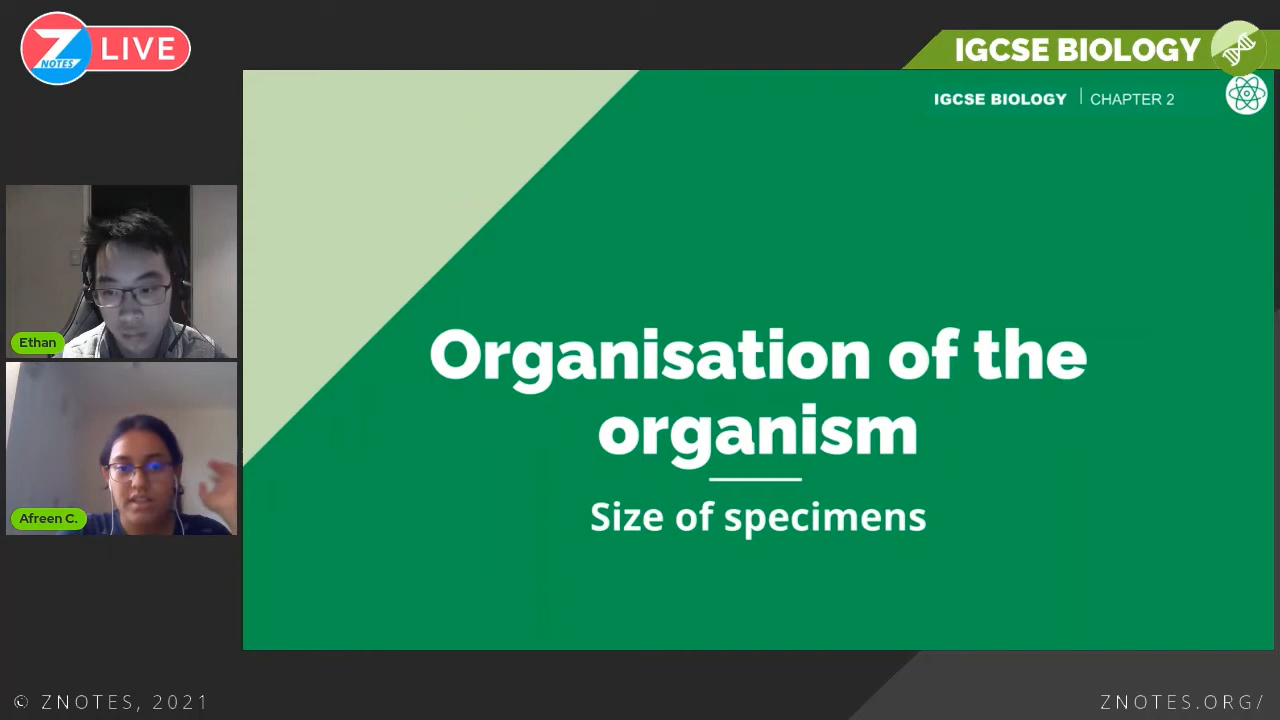 Z NOTES LIVE
IGCSE BIOLOGY
IGCSE BIOLOGY | CHAPTER 2
Organisation of the
organism
Size of specimens
Ethan
Afreen C.
© ZNOTES, 2021
ZNOTES.ORG/